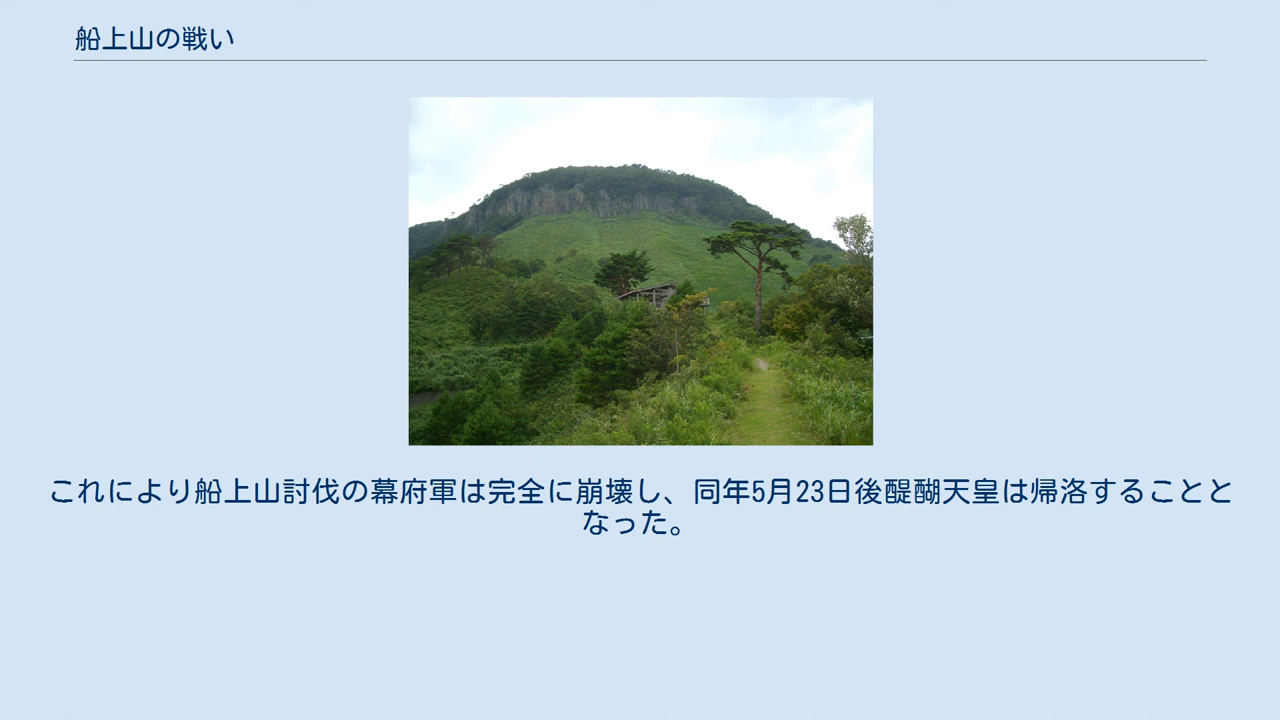 船上山の戦い
これにより船上山討伐の幕府軍は完全に崩壊し、同年5月23日後醍醐天皇は帰洛することと
なった。